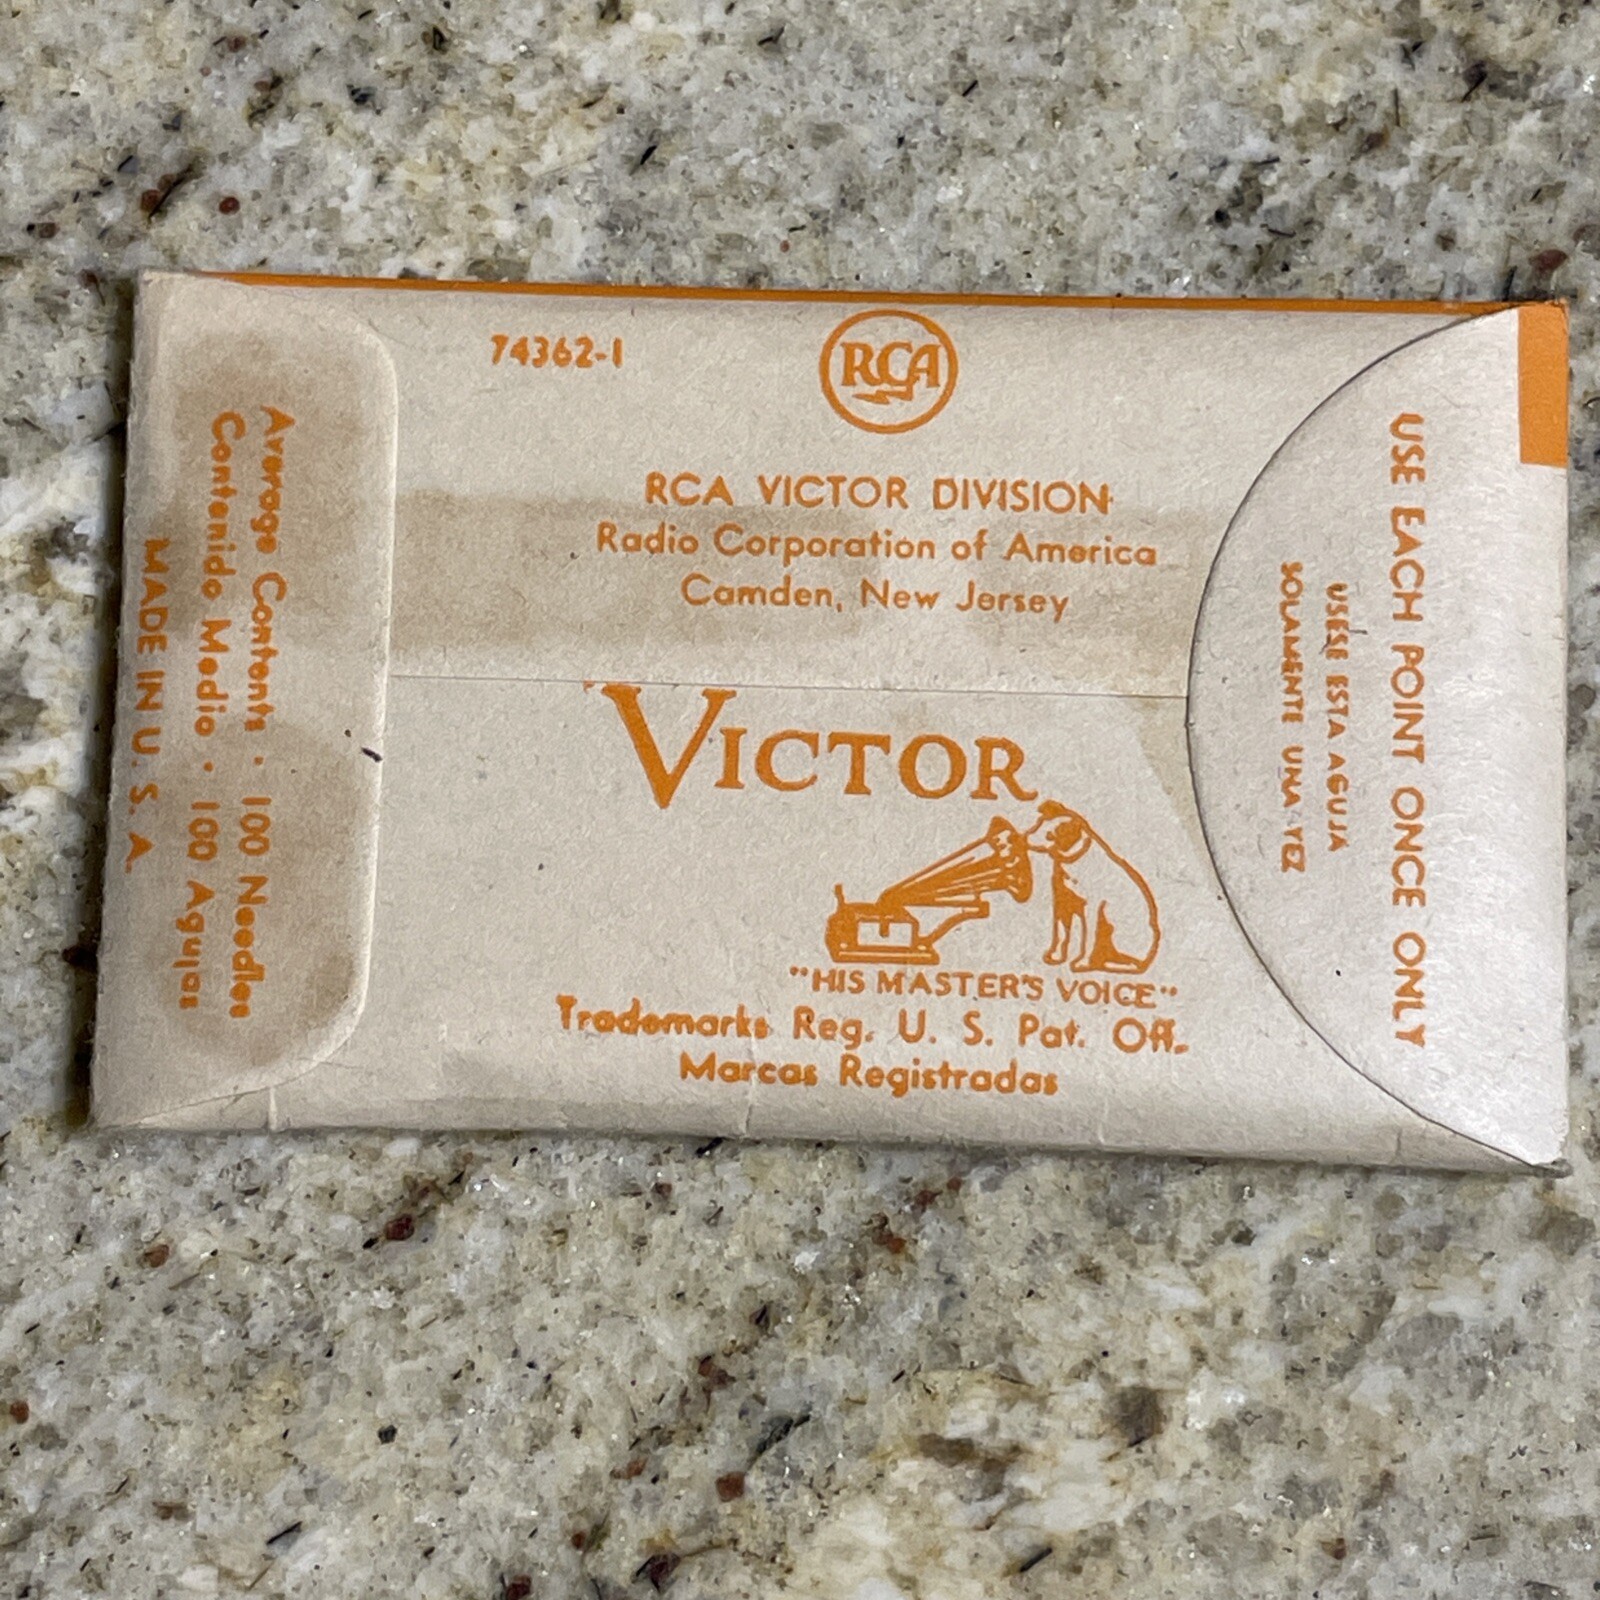 74362-1
RCA
RCA VICTOR DIVISION
Radio Corporation of America
Camden, New Jersey
VICTOR
"HIS MASTER'S VOICE"
Trademarks Reg. U. S. Pat. Off.
Marcas Registradas
Average Contents · 100 Needles
Contenido Medio · 100 Agujas
MADE IN U. S. A.
USE EACH POINT ONCE ONLY
USESE ESTA AGUJA
SOLAMENTE UNA VEZ